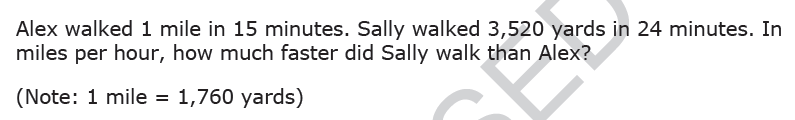 Alex walked 1 mile in 15 minutes. Sally walked 3,520 yards in 24 minutes. In
miles per hour, how much faster did Sally walk than Alex?
(Note: 1 mile = 1,760 yards)
SED